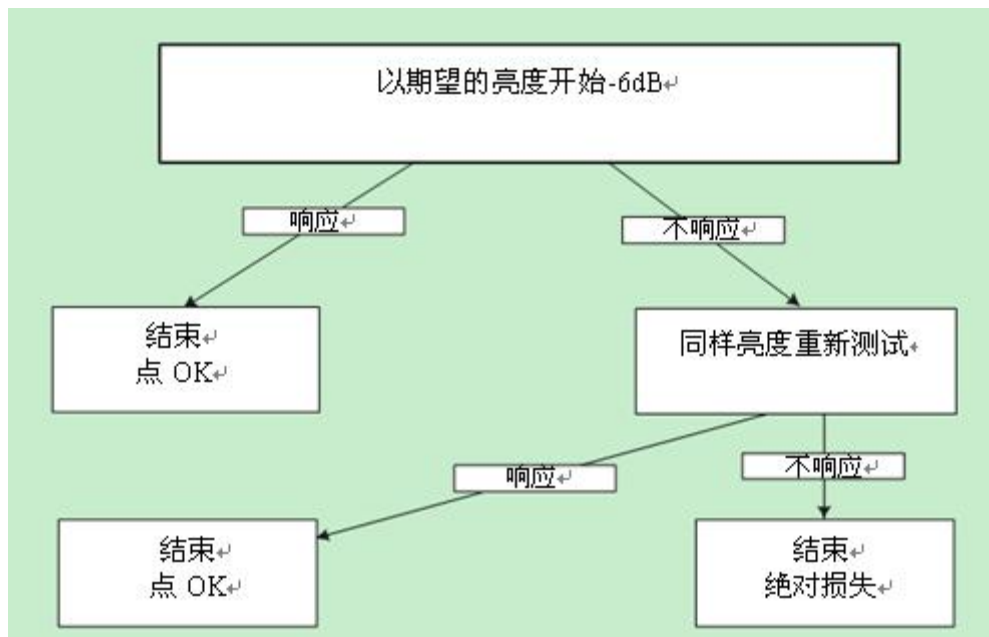 以期望的亮度开始-6dB↵
响应↵
不响应↵
结束↵
点 OK↵
同样亮度重新测试↵
响应↵
不响应↵
结束↵
点 OK↵
结束↵
绝对损失↵